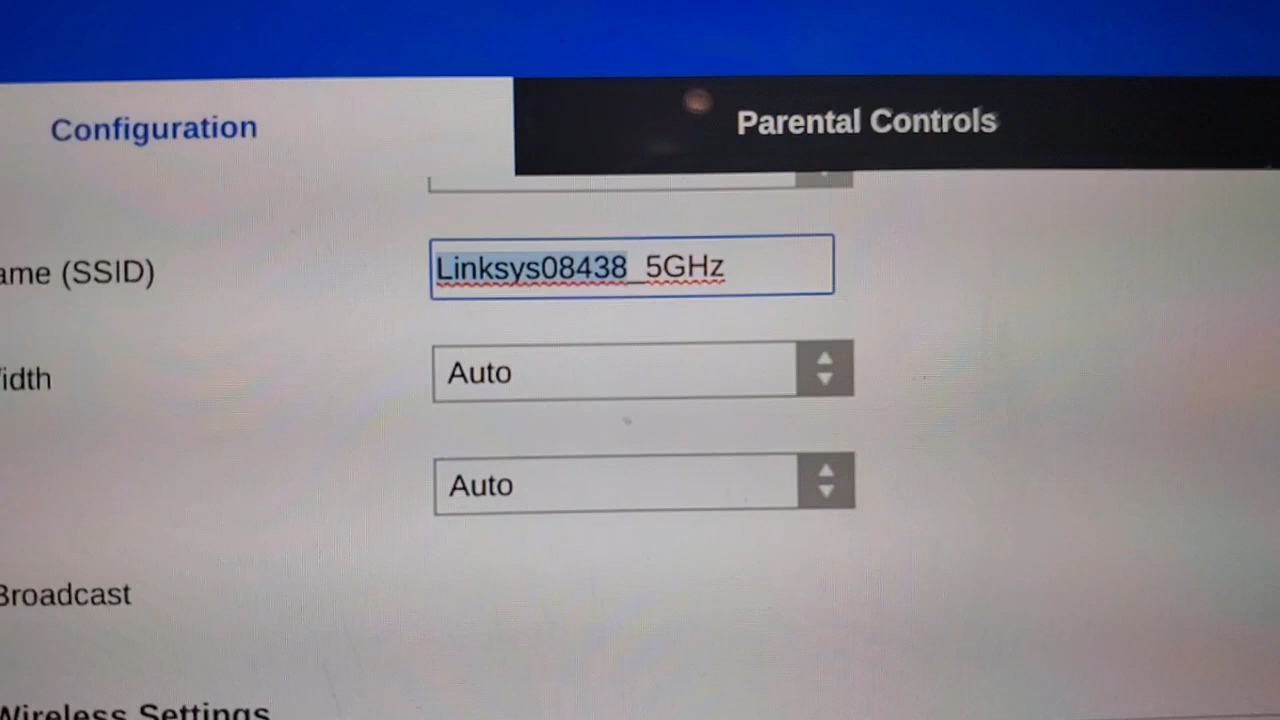 Configuration
Parental Controls
ame (SSID)
Linksys08438_5GHz
idth
Auto
Auto
Broadcast
Wireless Settings